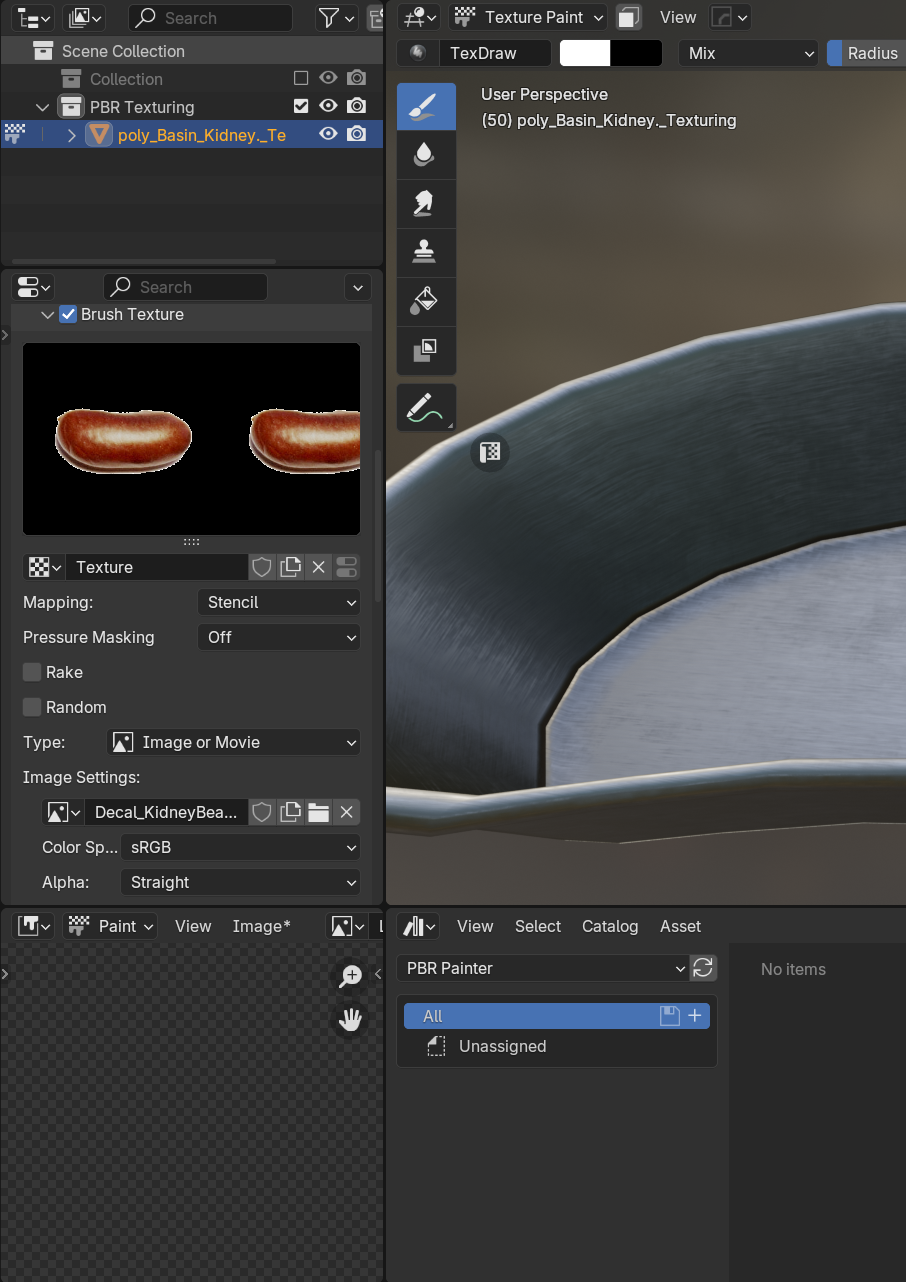 Search
Scene Collection
Collection
PBR Texturing
poly_Basin_Kidney._Te
Search
Brush Texture
Texture
Mapping: Stencil
Pressure Masking Off
Rake
Random
Type: Image or Movie
Image Settings:
Decal_KidneyBea...
Color Sp... sRGB
Alpha: Straight
Paint View Image*
Texture Paint View
TexDraw Mix Radius
User Perspective
(50) poly_Basin_Kidney._Texturing
View Select Catalog Asset
PBR Painter
All
Unassigned
No items